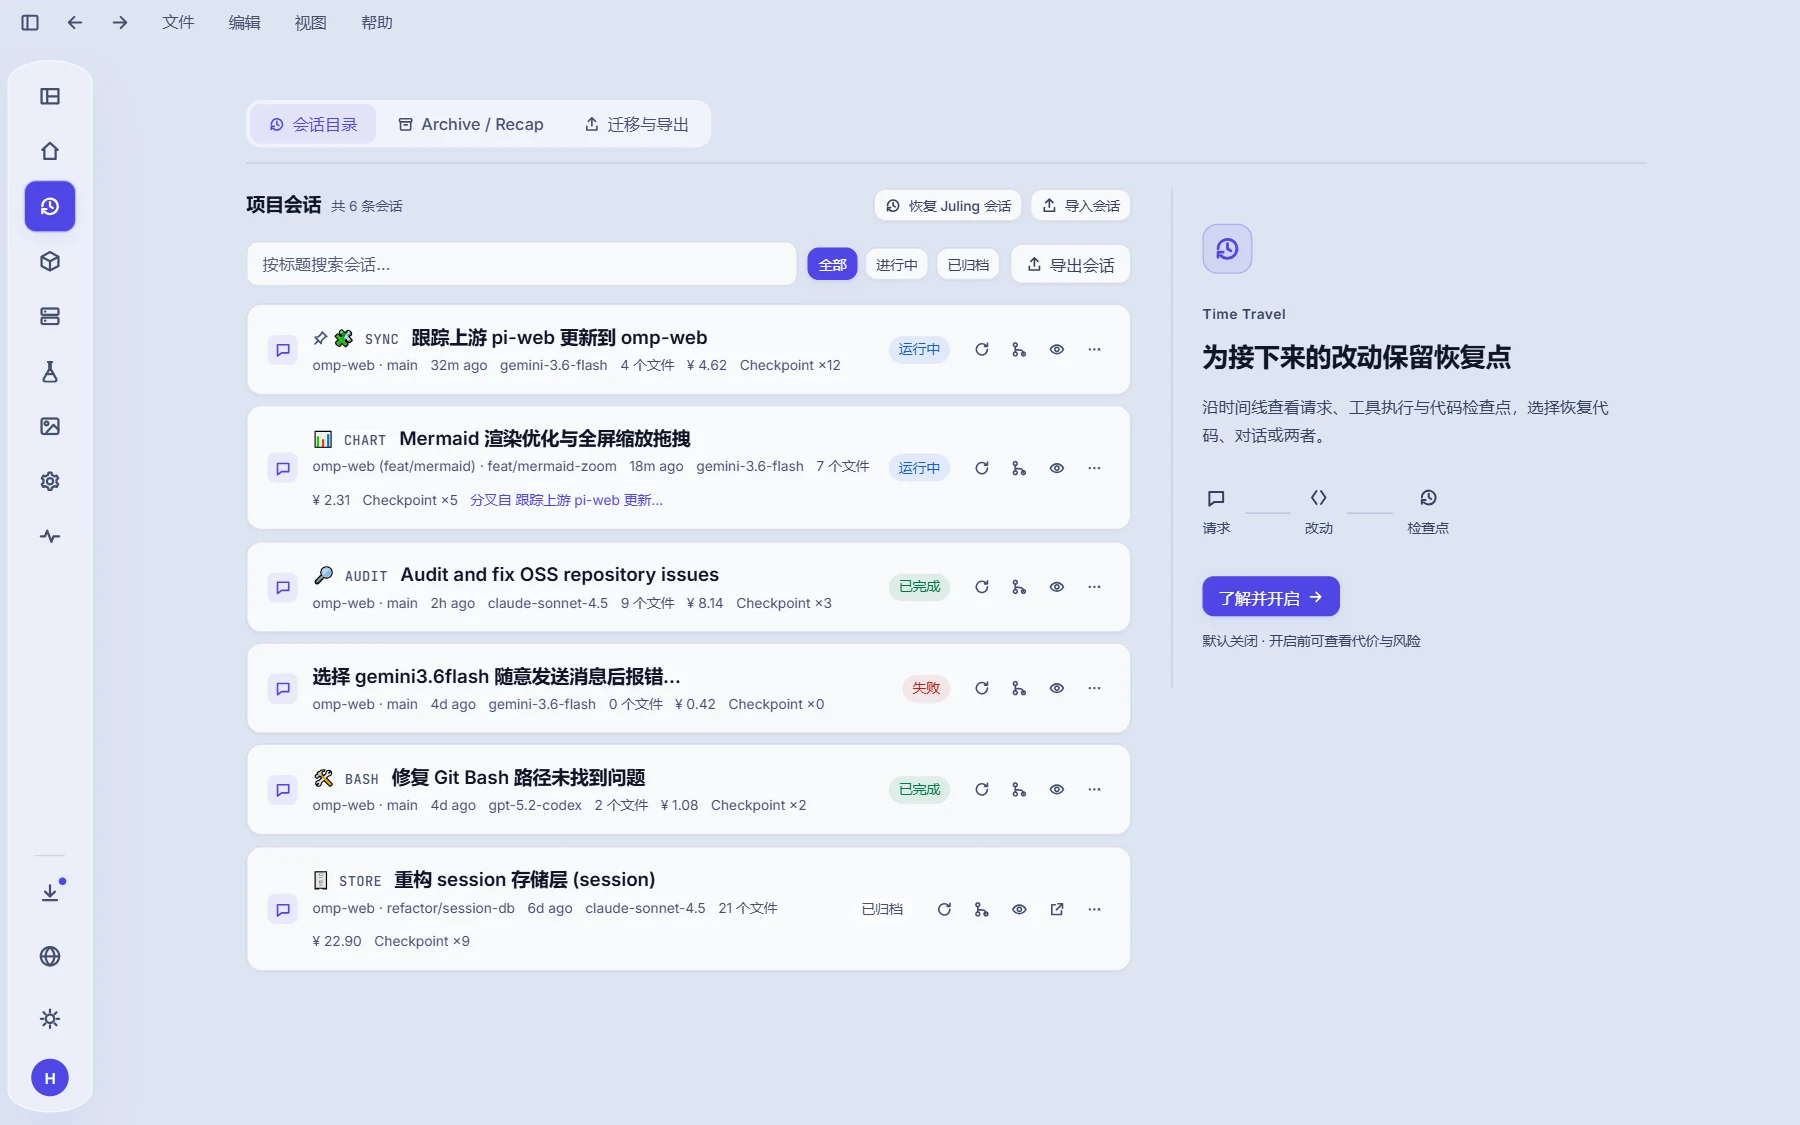 文件 编辑 视图 帮助
会话目录 Archive / Recap 迁移与导出
项目会话 共 6 条会话 恢复 Juling 会话 导入会话
按标题搜索会话... 全部 进行中 已归档 导出会话
SYNC 跟踪上游 pi-web 更新到 omp-web
omp-web · main 32m ago gemini-3.6-flash 4 个文件 ¥ 4.62 Checkpoint ×12
运行中
CHART Mermaid 渲染优化与全屏缩放拖拽
omp-web (feat/mermaid) · feat/mermaid-zoom 18m ago gemini-3.6-flash 7 个文件
¥ 2.31 Checkpoint ×5 分叉自 跟踪上游 pi-web 更新...
运行中
AUDIT Audit and fix OSS repository issues
omp-web · main 2h ago claude-sonnet-4.5 9 个文件 ¥ 8.14 Checkpoint ×3
已完成
选择 gemini3.6flash 随意发送消息后报错...
omp-web · main 4d ago gemini-3.6-flash 0 个文件 ¥ 0.42 Checkpoint ×0
失败
BASH 修复 Git Bash 路径未找到问题
omp-web · main 4d ago gpt-5.2-codex 2 个文件 ¥ 1.08 Checkpoint ×2
已完成
STORE 重构 session 存储层 (session)
omp-web · refactor/session-db 6d ago claude-sonnet-4.5 21 个文件
¥ 22.90 Checkpoint ×9
已归档
Time Travel
为接下来的改动保留恢复点
沿时间线查看请求、工具执行与代码检查点，选择恢复代
码、对话或两者。
请求 改动 检查点
了解并开启
默认关闭 · 开启前可查看代价与风险
H